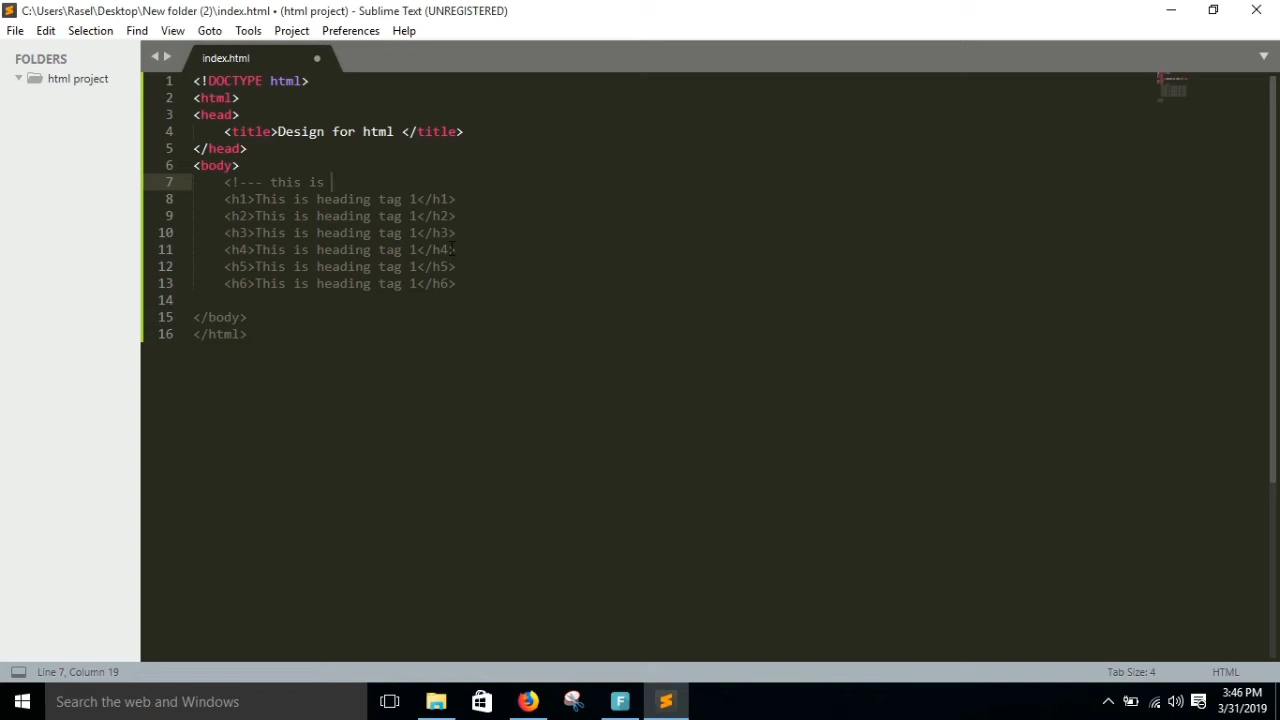 C:\Users\Rasel\Desktop\New folder (2)\index.html • (html project) - Sublime Text (UNREGISTERED)
File Edit Selection Find View Goto Tools Project Preferences Help
FOLDERS
html project
index.html
1 <!DOCTYPE html>
2 <html>
3 <head>
4 <title>Design for html </title>
5 </head>
6 <body>
7 <!--- this is
8 <h1>This is heading tag 1</h1>
9 <h2>This is heading tag 1</h2>
10 <h3>This is heading tag 1</h3>
11 <h4>This is heading tag 1</h4>
12 <h5>This is heading tag 1</h5>
13 <h6>This is heading tag 1</h6>
14
15 </body>
16 </html>
Line 7, Column 19
Tab Size: 4
HTML
Search the web and Windows
3:46 PM
3/31/2019